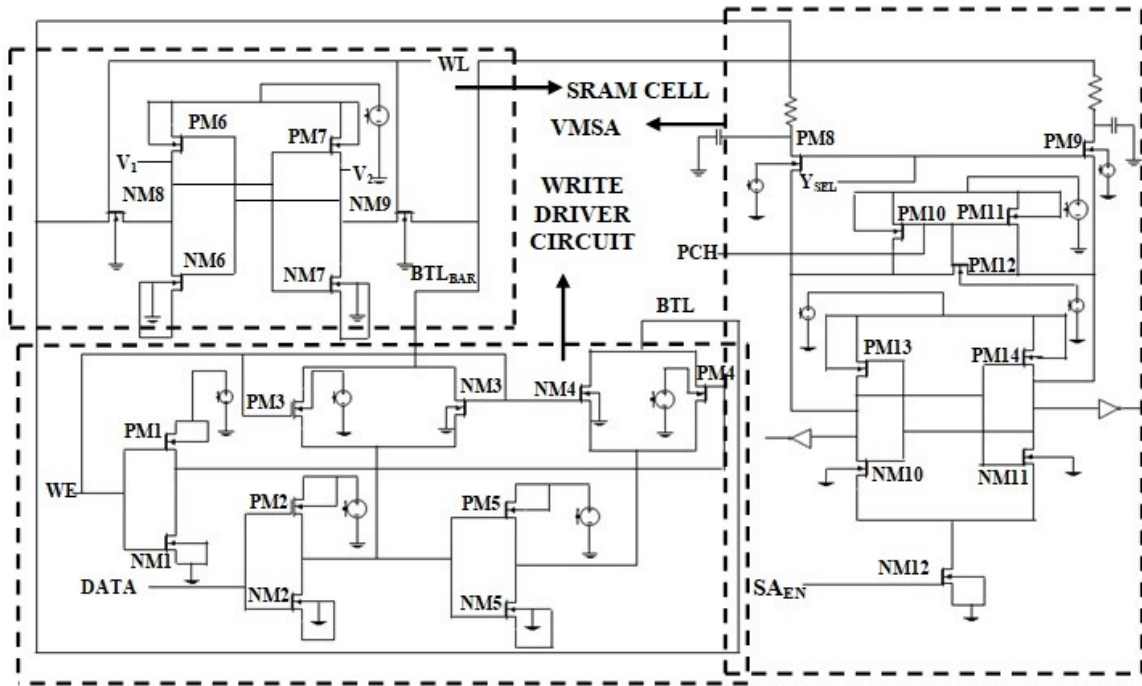 WL
SRAM CELL
VMSA
WRITE
DRIVER
CIRCUIT
PM6
PM7
V1
V2
NM8
NM9
NM6
NM7
BTLBAR
BTL
PM8
PM9
YSEL
PM10
PM11
PCH
PM12
PM13
PM14
NM10
NM11
NM12
SAEN
PM3
NM3
NM4
PM4
PM1
WE
NM1
PM2
PM5
DATA
NM2
NM5